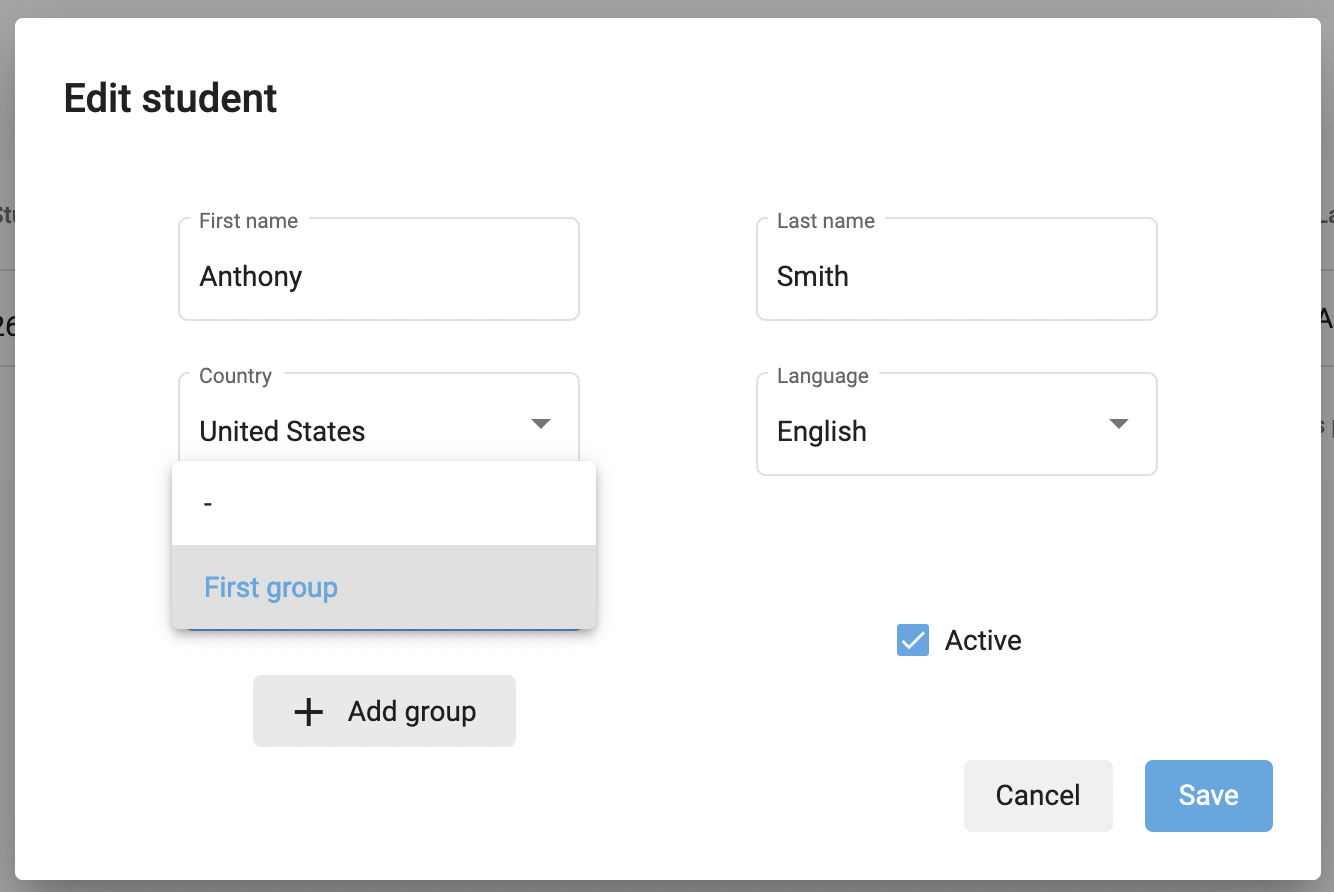 Edit student
First name
Anthony
Last name
Smith
Country
United States
Language
English
-
First group
Active
Add group
Cancel
Save
26
A